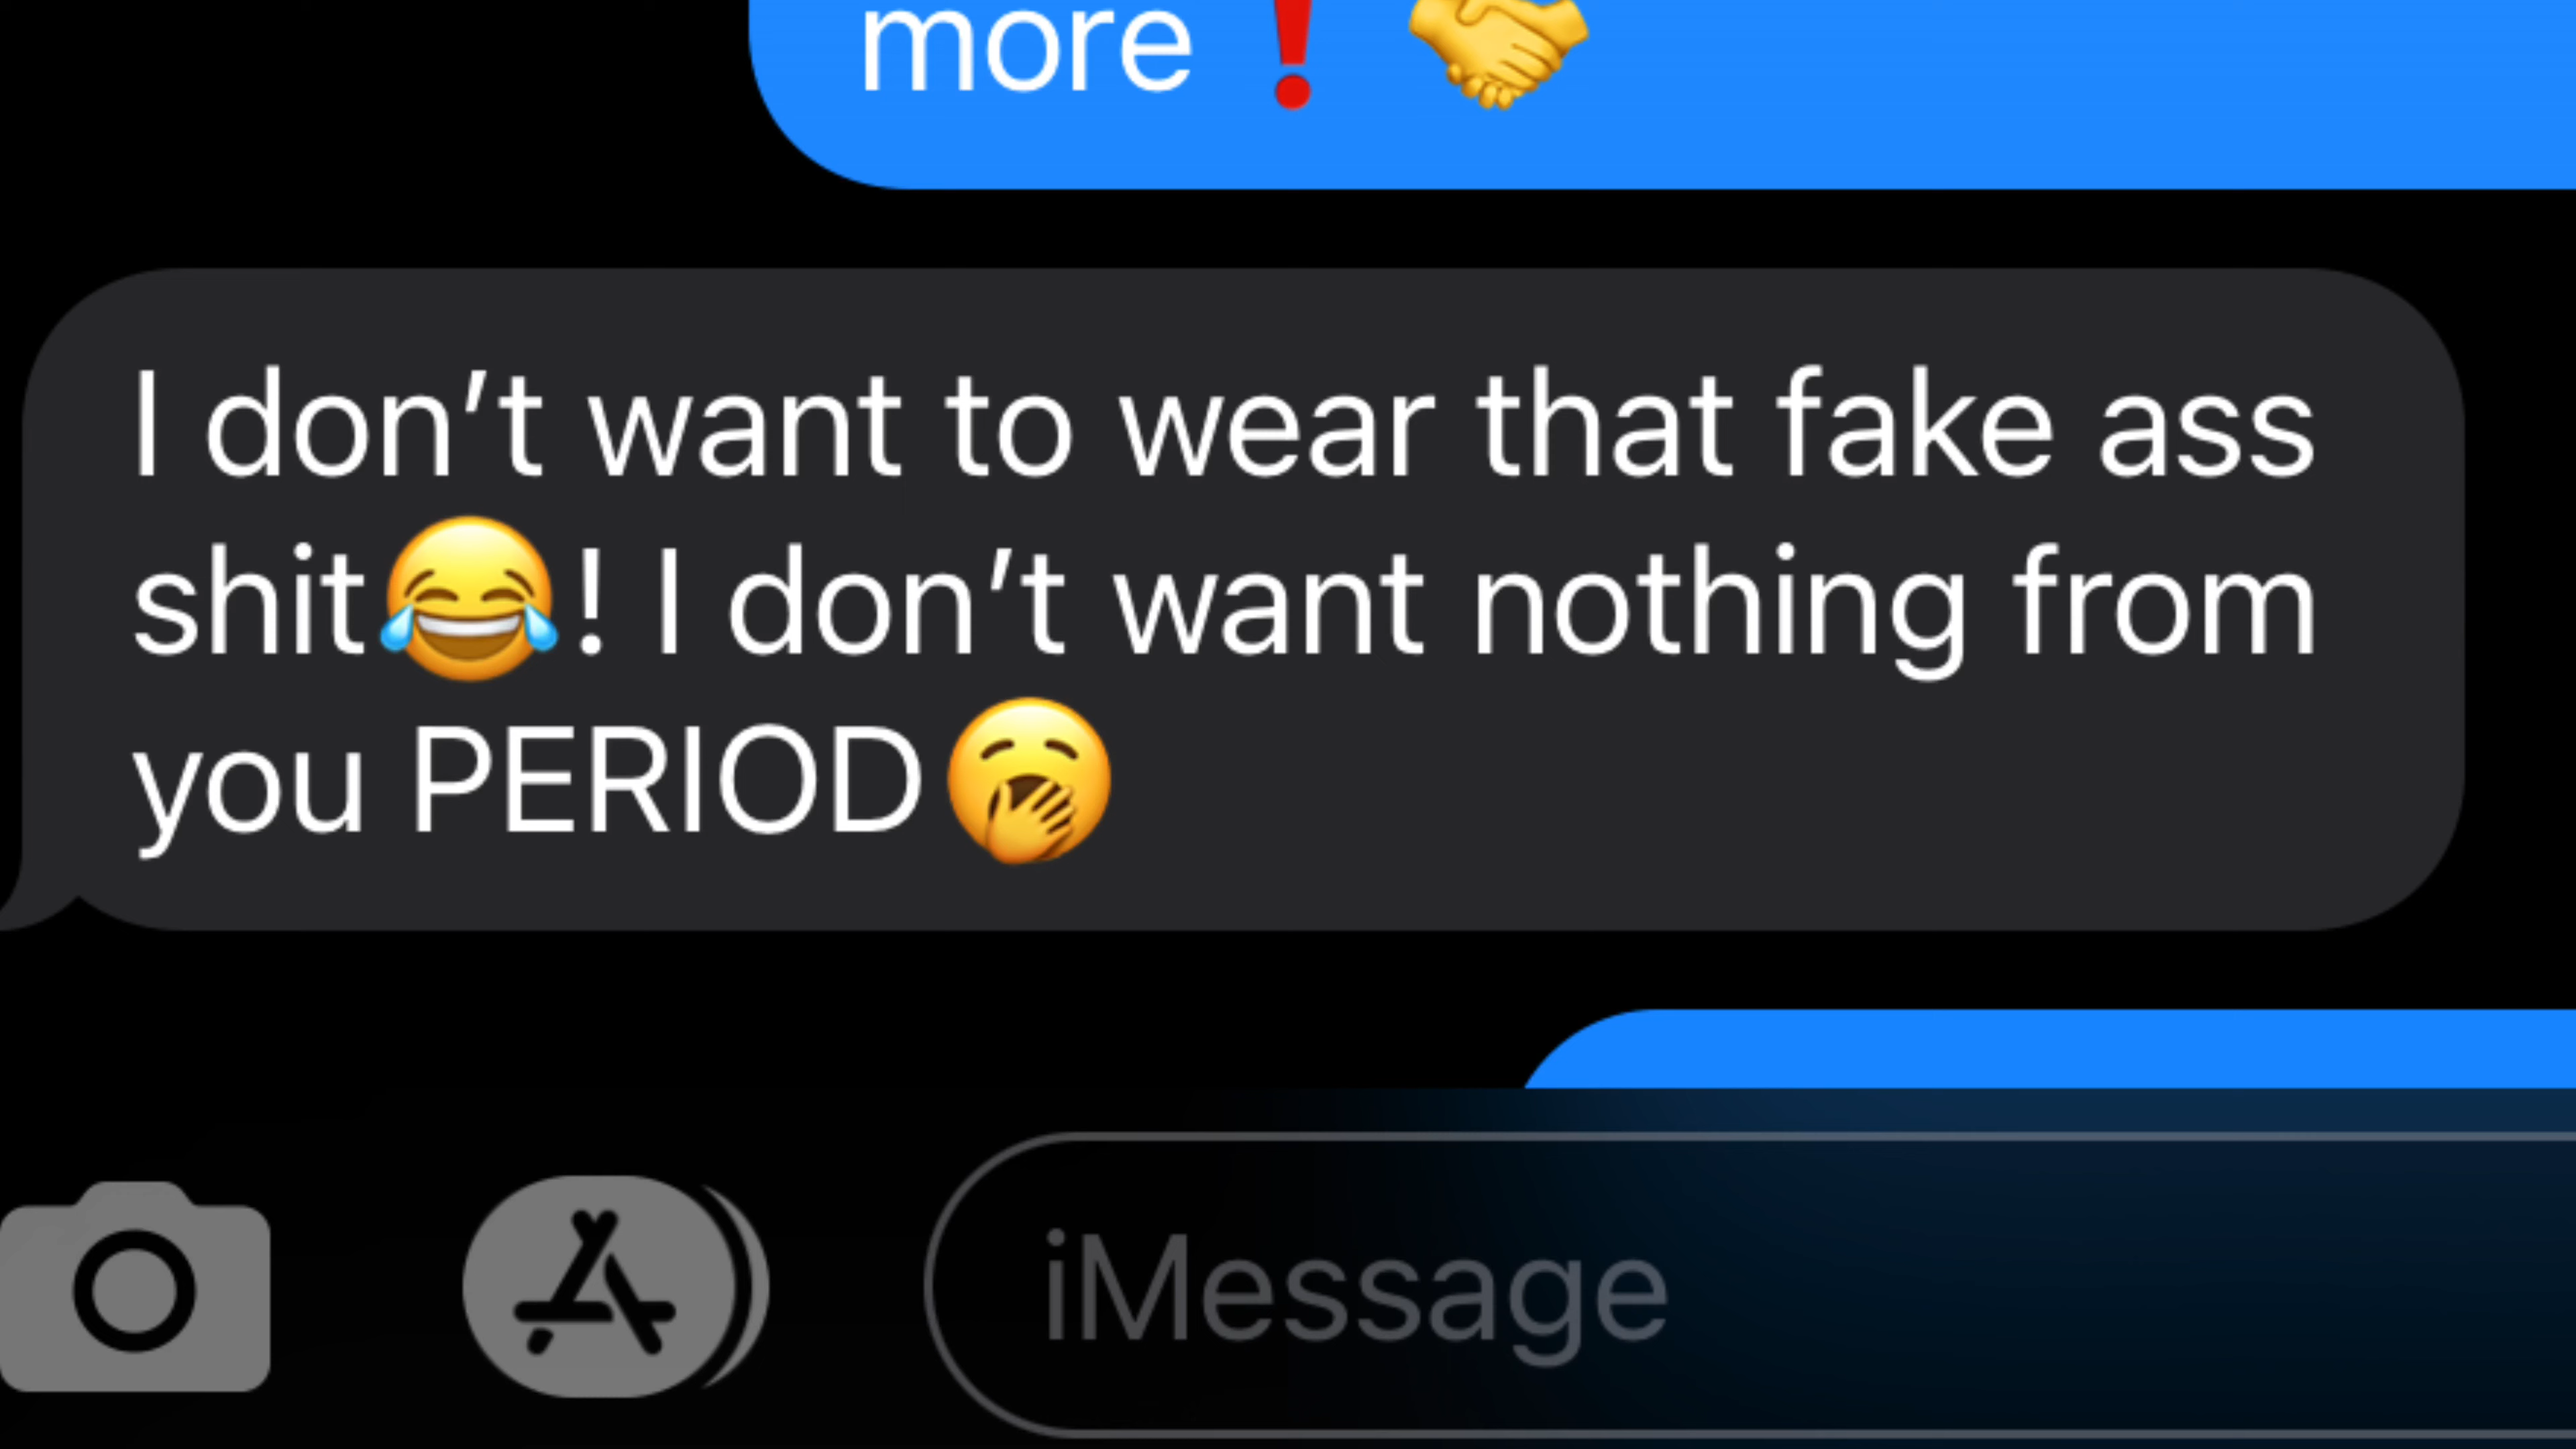 more❗🤝
I don’t want to wear that fake ass
shit😂! I don’t want nothing from
you PERIOD🥱
iMessage